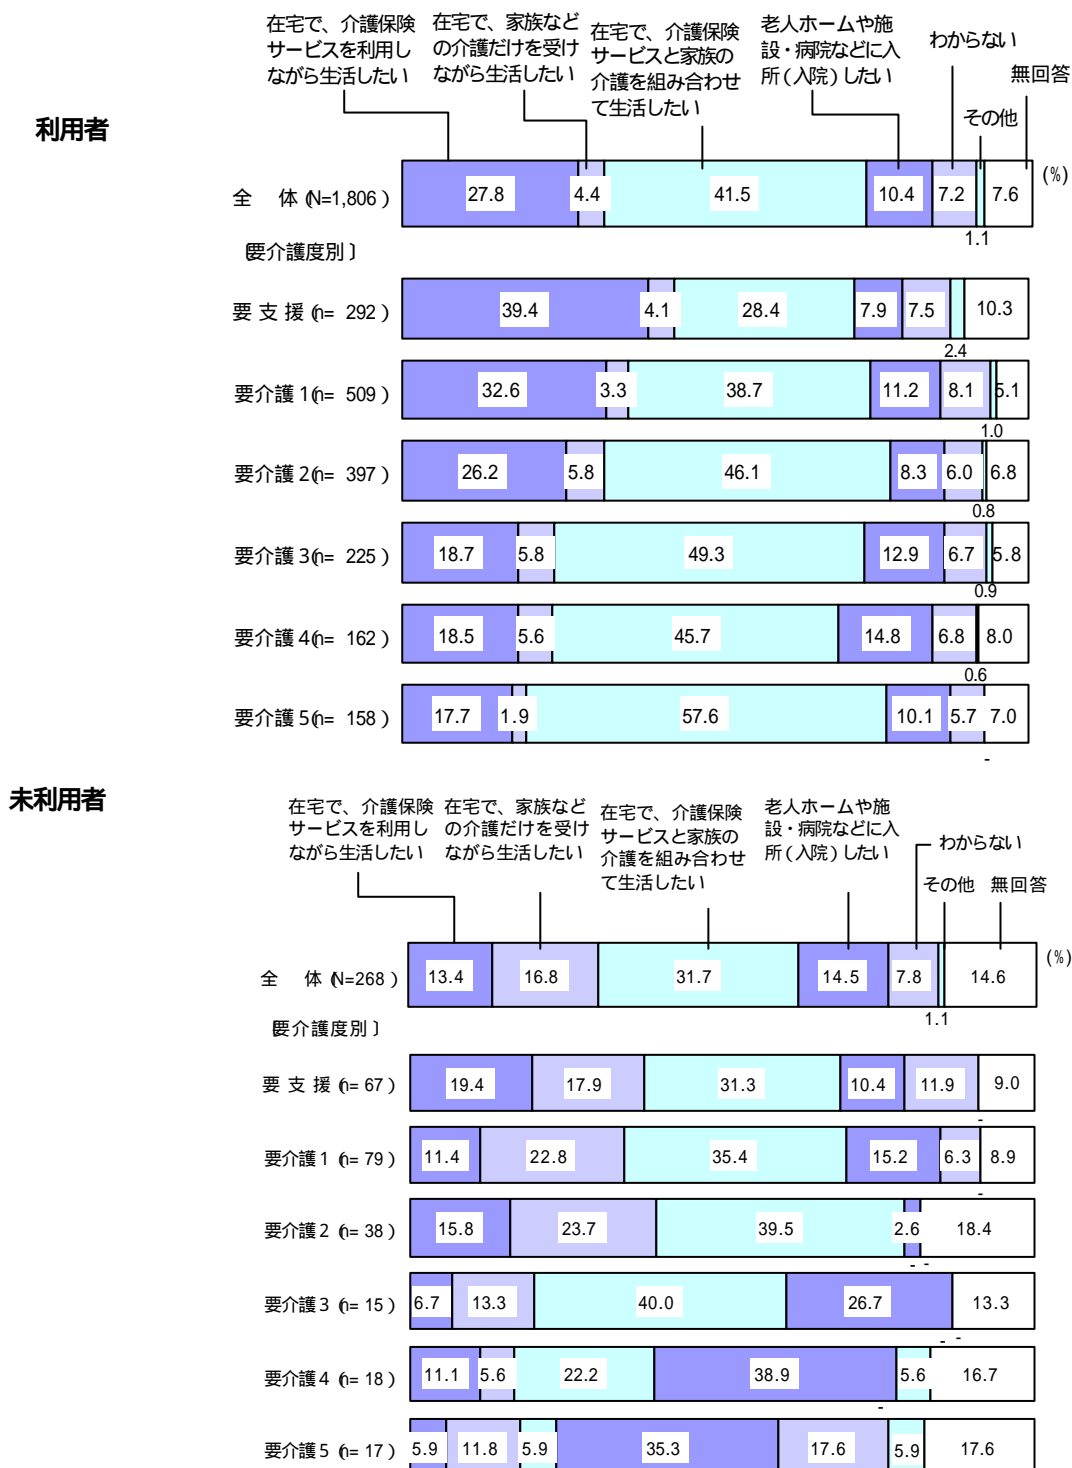 利用者
在宅で、介護保険
サービスを利用し
ながら生活したい
在宅で、家族など
の介護だけを受け
ながら生活したい
在宅で、介護保険
サービスと家族の
介護を組み合わせ
て生活したい
老人ホームや施
設・病院などに入
所(入院)したい
わからない
その他
無回答
(%)
全 体(N=1,806) 27.8 4.4 41.5 10.4 7.2 1.1 7.6
〔要介護度別〕
要支援(n= 292) 39.4 4.1 28.4 7.9 7.5 2.4 10.3
要介護1(n= 509) 32.6 3.3 38.7 11.2 8.1 1.0 5.1
要介護2(n= 397) 26.2 5.8 46.1 8.3 6.0 0.8 6.8
要介護3(n= 225) 18.7 5.8 49.3 12.9 6.7 0.9 5.8
要介護4(n= 162) 18.5 5.6 45.7 14.8 6.8 0.6 8.0
要介護5(n= 158) 17.7 1.9 57.6 10.1 5.7 - 7.0
未利用者
在宅で、介護保険
サービスを利用し
ながら生活したい
在宅で、家族など
の介護だけを受け
ながら生活したい
在宅で、介護保険
サービスと家族の
介護を組み合わせ
て生活したい
老人ホームや施
設・病院などに入
所(入院)したい
わからない
その他
無回答
(%)
全 体(N=268) 13.4 16.8 31.7 14.5 7.8 1.1 14.6
〔要介護度別〕
要支援(n= 67) 19.4 17.9 31.3 10.4 11.9 - 9.0
要介護1(n= 79) 11.4 22.8 35.4 15.2 6.3 - 8.9
要介護2(n= 38) 15.8 23.7 39.5 2.6 - - 18.4
要介護3(n= 15) 6.7 13.3 40.0 26.7 - - 13.3
要介護4(n= 18) 11.1 5.6 22.2 38.9 - 5.6 16.7
要介護5(n= 17) 5.9 11.8 5.9 35.3 17.6 5.9 17.6